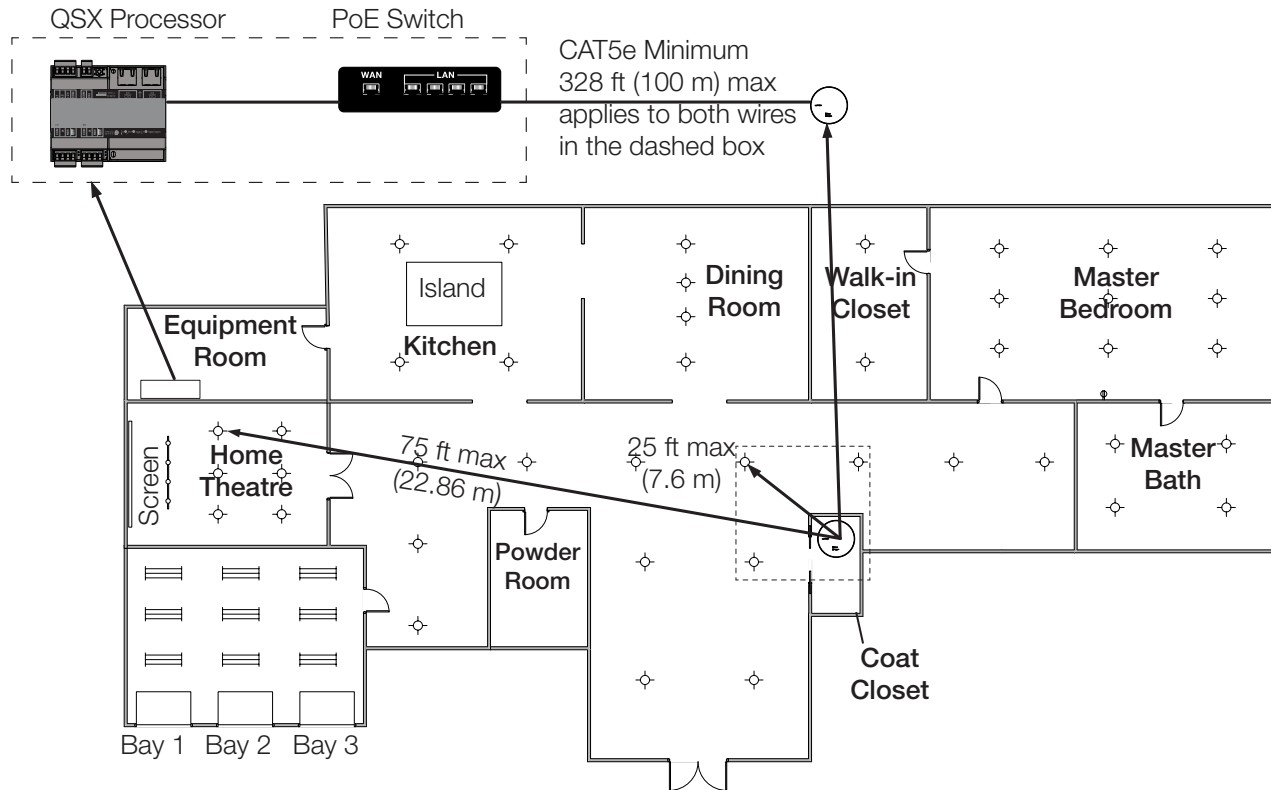 QSX Processor
PoE Switch
WAN
LAN
CAT5e Minimum
328 ft (100 m) max
applies to both wires
in the dashed box
Island
Kitchen
Dining
Room
Walk-in
Closet
Master
Bedroom
Equipment
Room
Screen
Home
Theatre
75 ft max
(22.86 m)
25 ft max
(7.6 m)
Master
Bath
Powder
Room
Coat
Closet
Bay 1
Bay 2
Bay 3